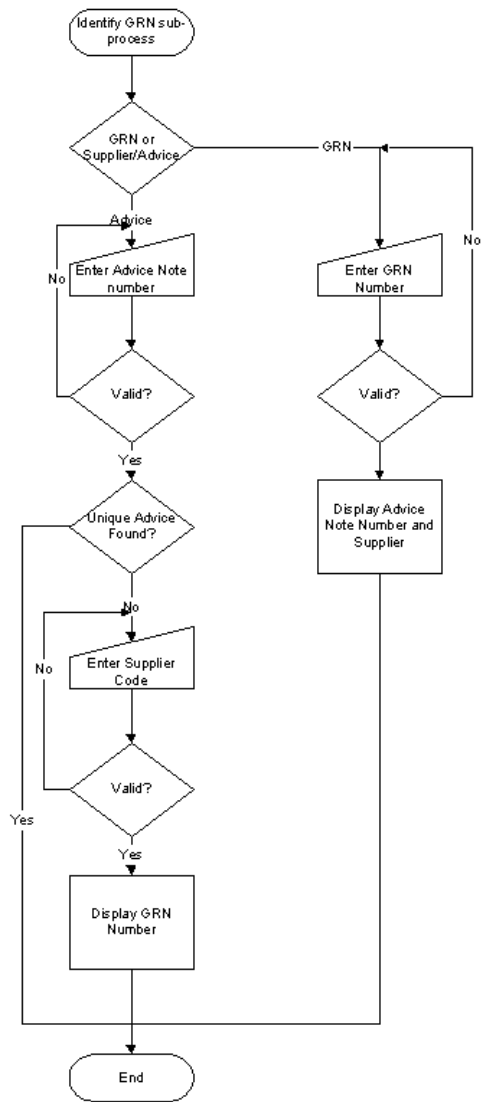 Identify GRN sub-
process
GRN or
Supplier/Advice
GRN
Advice
No
Enter Advice Note
number
No
Enter GRN
Number
Valid?
Valid?
Yes
Unique Advice
Found?
Display Advice
Note Number and
Supplier
No
No
Enter Supplier
Code
Valid?
Yes
Yes
Display GRN
Number
End